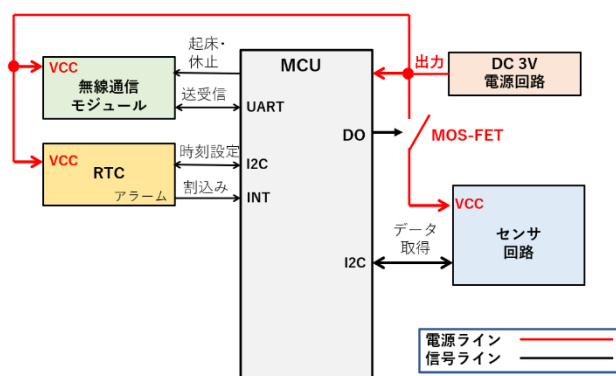 起床・
休止
VCC
無線通信
モジュール
送受信
MCU
UART
出力
DC 3V
電源回路
DO
MOS-FET
VCC
RTC
アラーム
時刻設定
I2C
割込み
INT
VCC
センサ
回路
データ
取得
I2C
電源ライン
信号ライン